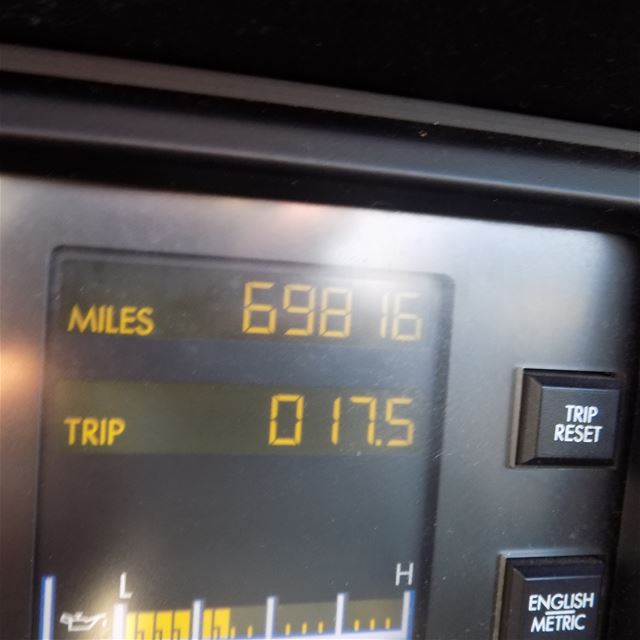 MILES 69816
TRIP 017.5
TRIP
RESET
L H
ENGLISH
METRIC